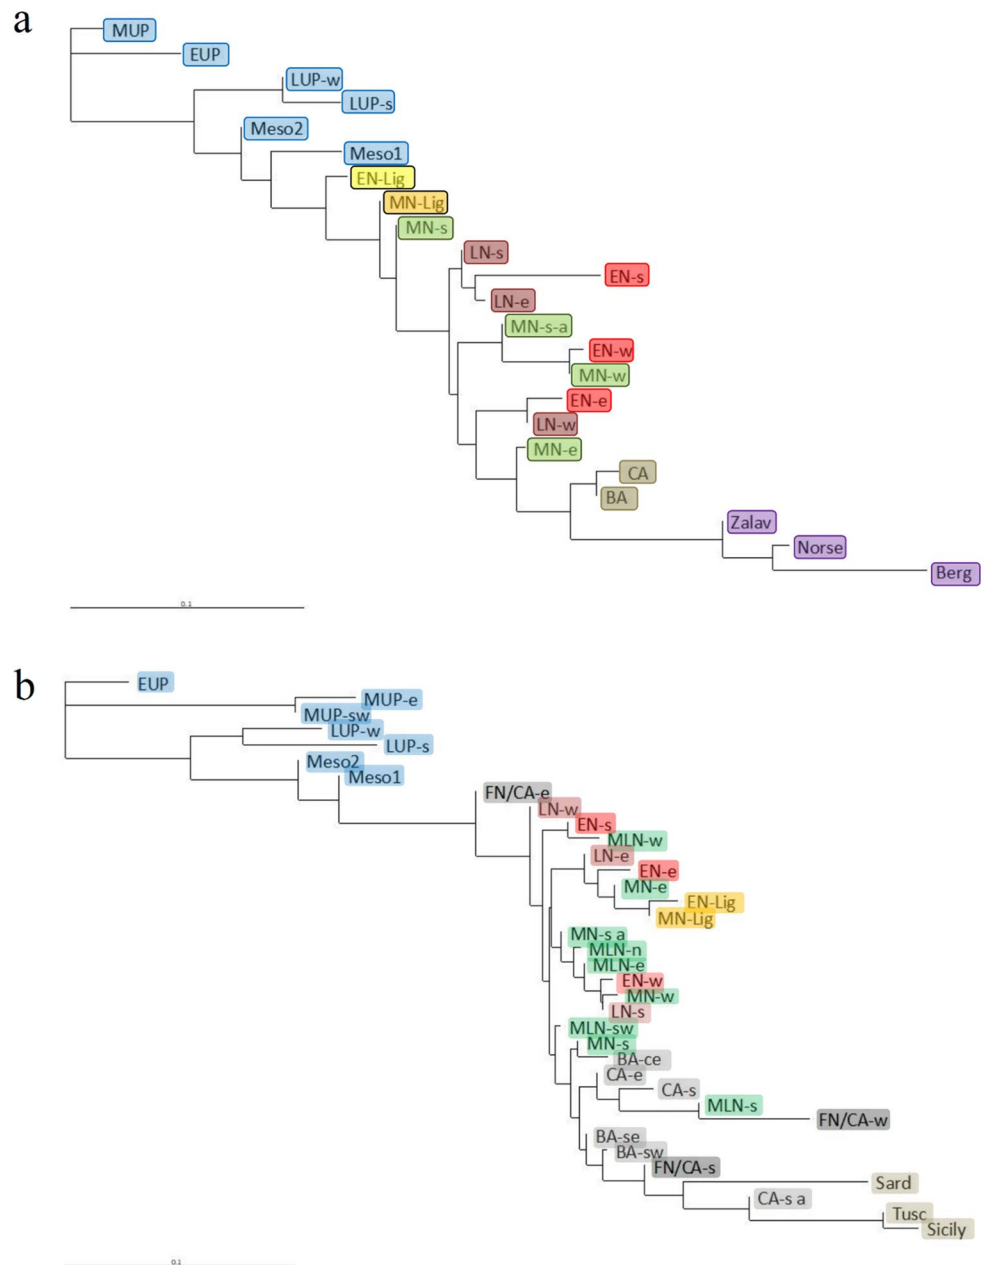 a
MUP
EUP
LUP-w
LUP-s
Meso2
Meso1
EN-Lig
MN-Lig
MN-s
LN-s
EN-s
LN-e
MN-s-a
EN-w
MN-w
EN-e
LN-w
MN-e
CA
BA
Zalav
Norse
Berg
0.1
b
EUP
MUP-e
MUP-sw
LUP-w
LUP-s
Meso2
Meso1
FN/CA-e
LN-w
EN-s
MLN-w
LN-e
EN-e
MN-e
EN-Lig
MN-Lig
MN-s a
MLN-n
MLN-e
EN-w
MN-w
LN-s
MLN-sw
MN-s
BA-ce
CA-e
CA-s
MLN-s
FN/CA-w
BA-se
BA-sw
FN/CA-s
Sard
CA-s a
Tusc
Sicily
0.1